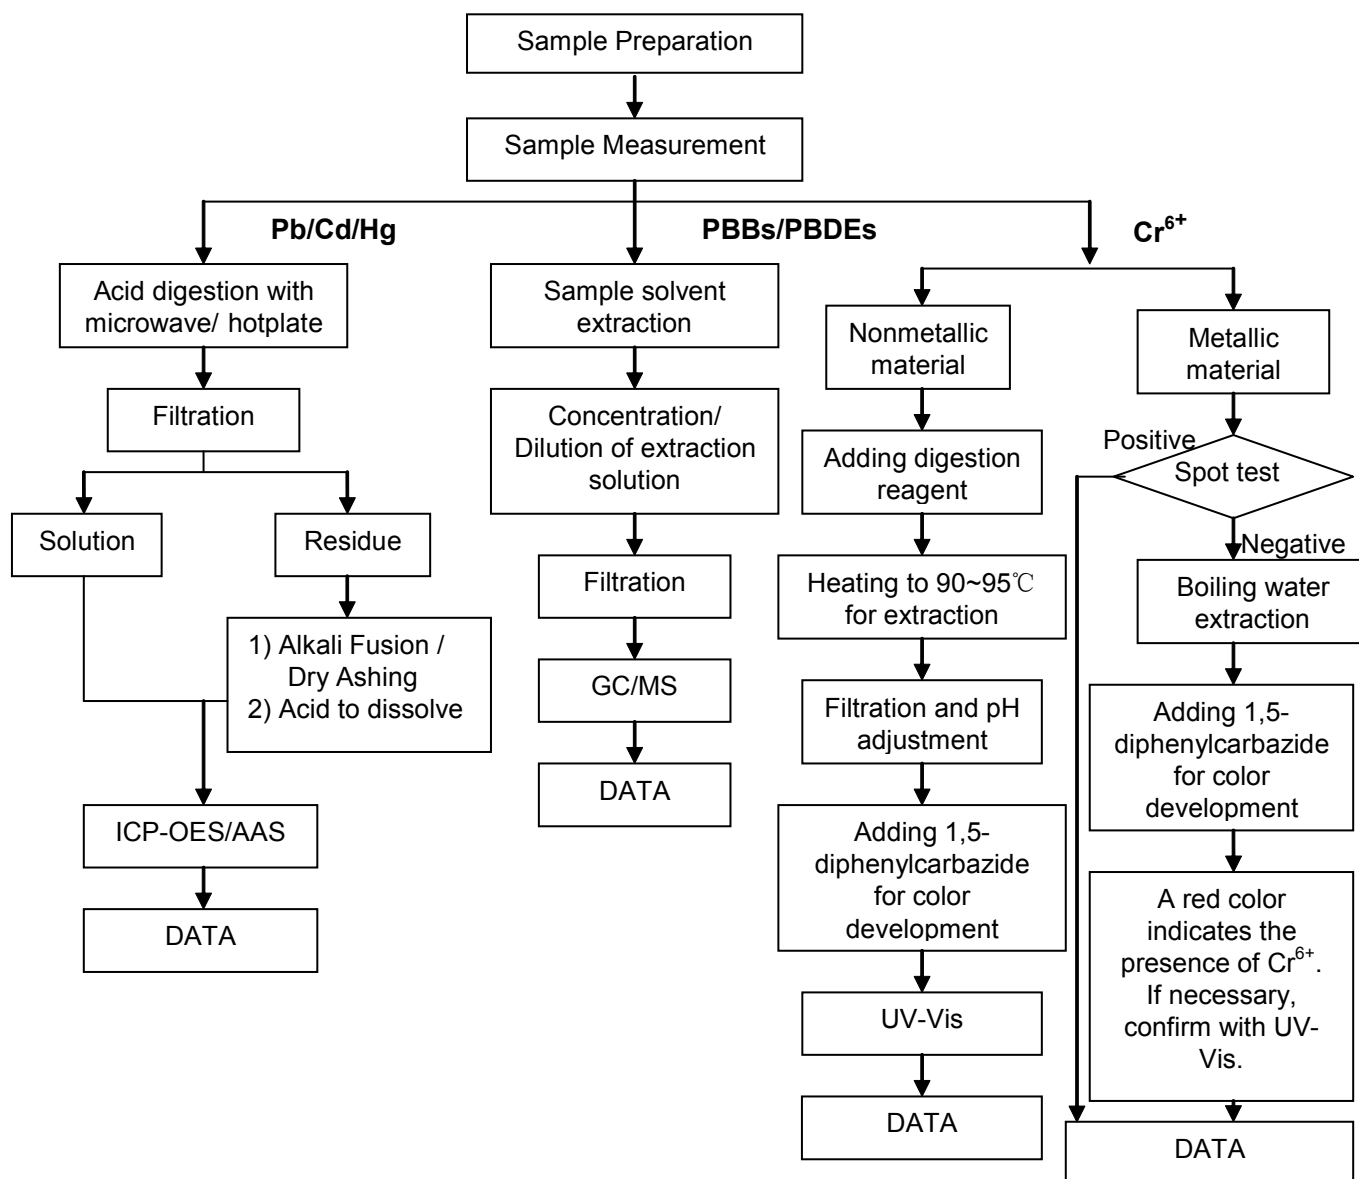 Sample Preparation
Sample Measurement
Pb/Cd/Hg
PBBs/PBDEs
Cr⁶⁺
Acid digestion with
microwave/ hotplate
Filtration
Solution
Residue
1) Alkali Fusion /
Dry Ashing
2) Acid to dissolve
ICP-OES/AAS
DATA
Sample solvent
extraction
Concentration/
Dilution of extraction
solution
Filtration
GC/MS
DATA
Nonmetallic
material
Adding digestion
reagent
Heating to 90~95℃
for extraction
Filtration and pH
adjustment
Adding 1,5-
diphenylcarbazide
for color
development
UV-Vis
DATA
Metallic
material
Positive
Spot test
Negative
Boiling water
extraction
Adding 1,5-
diphenylcarbazide
for color
development
A red color
indicates the
presence of Cr⁶⁺.
If necessary,
confirm with UV-
Vis.
DATA